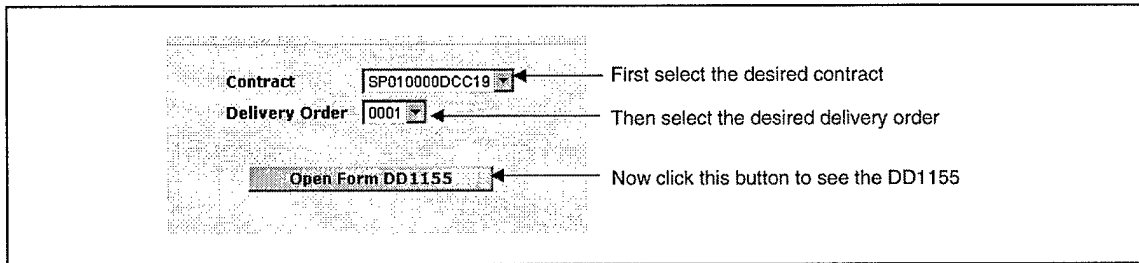 Contract SP010000DCC19 First select the desired contract
Delivery Order 0001 Then select the desired delivery order
Open Form DD1155 Now click this button to see the DD1155